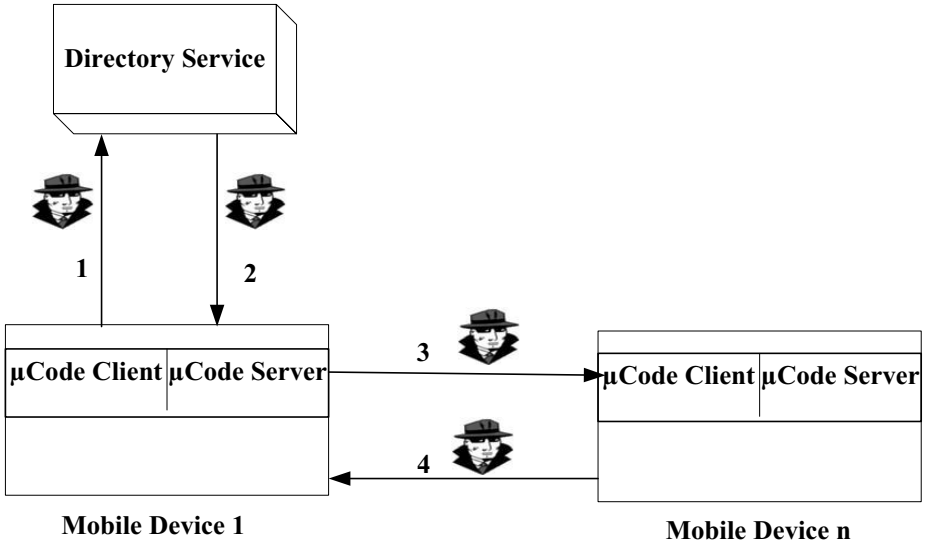 Directory Service
1
2
µCode Client
µCode Server
3
µCode Client
µCode Server
4
Mobile Device 1
Mobile Device n